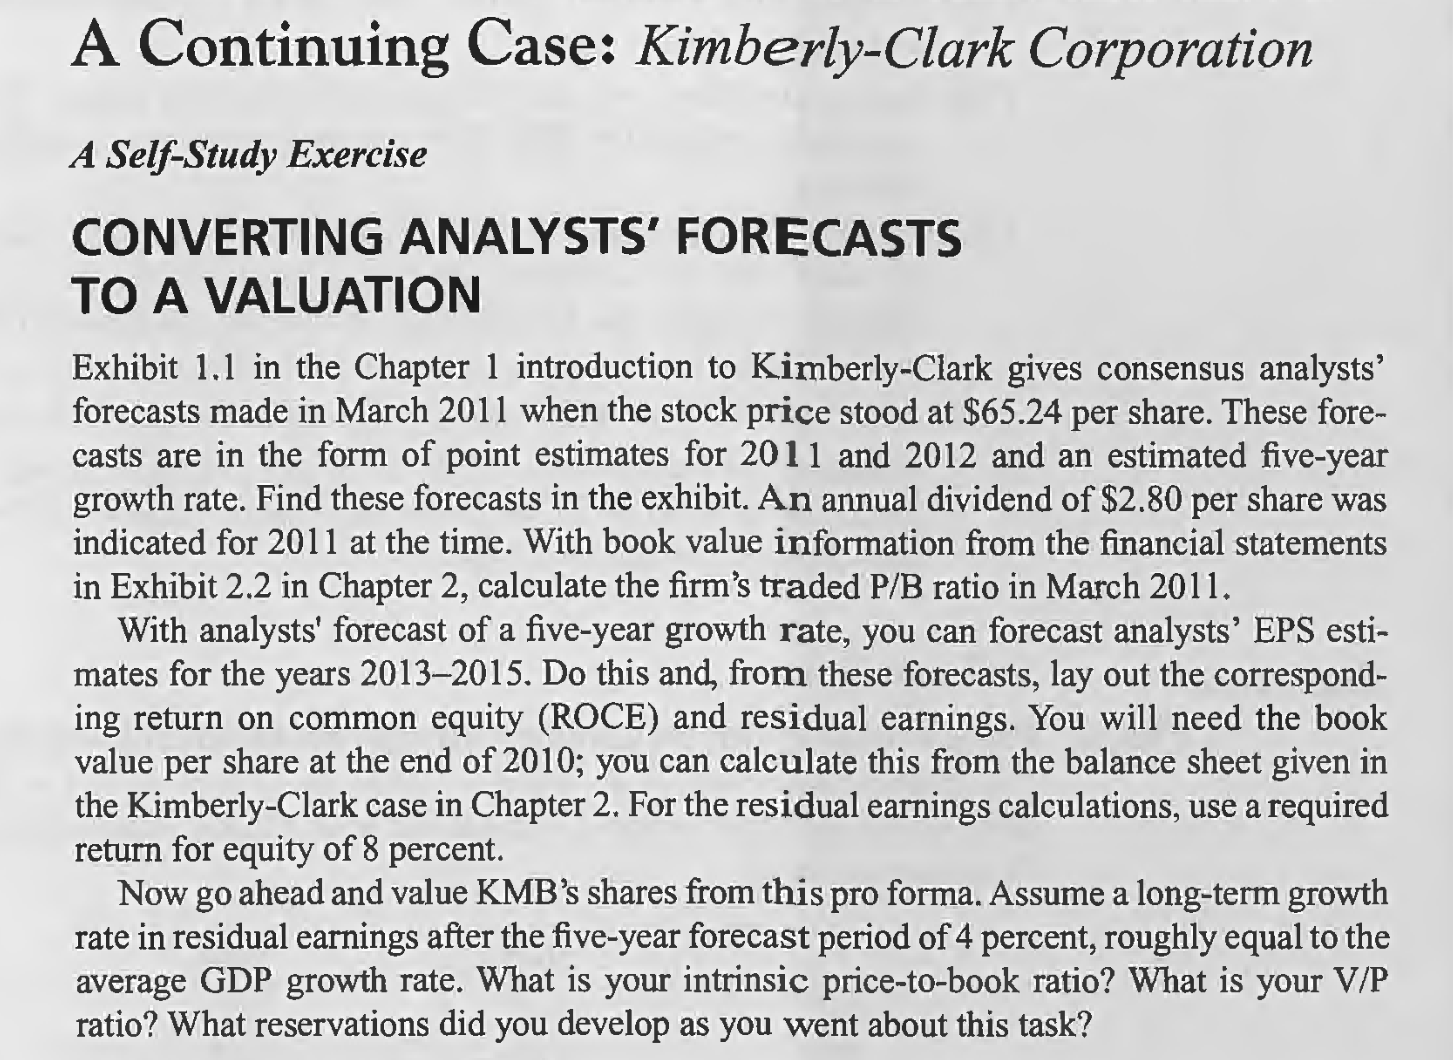 A Continuing Case: Kimberly-Clark Corporation
A Self-Study Exercise
CONVERTING ANALYSTS' FORECASTS
TO A VALUATION
Exhibit 1.1 in the Chapter 1 introduction to Kimberly-Clark gives consensus analysts'
forecasts made in March 2011 when the stock price stood at $65.24 per share. These fore-
casts are in the form of point estimates for 2011 and 2012 and an estimated five-year
growth rate. Find these forecasts in the exhibit. An annual dividend of $2.80 per share was
indicated for 2011 at the time. With book value information from the financial statements
in Exhibit 2.2 in Chapter 2, calculate the firm's traded P/B ratio in March 2011.
With analysts' forecast of a five-year growth rate, you can forecast analysts' EPS esti-
mates for the years 2013–2015. Do this and, from these forecasts, lay out the correspond-
ing return on common equity (ROCE) and residual earnings. You will need the book
value per share at the end of 2010; you can calculate this from the balance sheet given in
the Kimberly-Clark case in Chapter 2. For the residual earnings calculations, use a required
return for equity of 8 percent.
Now go ahead and value KMB's shares from this pro forma. Assume a long-term growth
rate in residual earnings after the five-year forecast period of 4 percent, roughly equal to the
average GDP growth rate. What is your intrinsic price-to-book ratio? What is your V/P
ratio? What reservations did you develop as you went about this task?